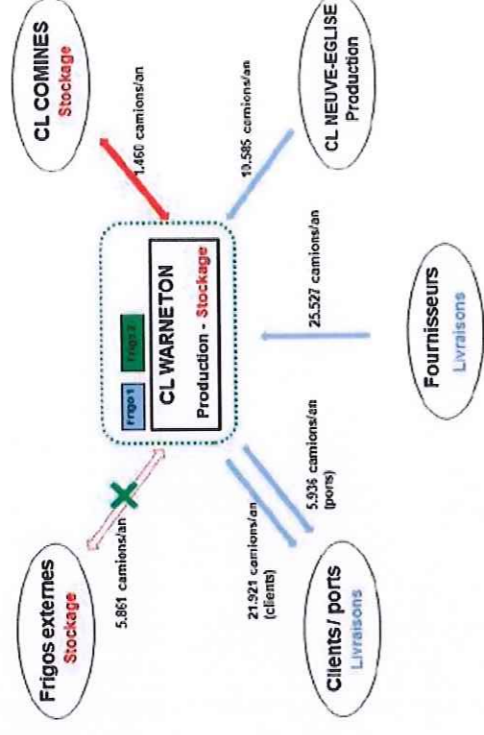 Frigos externes
Stockage
CL COMINES
Stockage
5.861 camions/an
1.460 camions/an
Frigo 1
Frigo 2
CL WARNETON
Production - Stockage
21.921 camions/an
(clients)
5.936 camions/an
(ports)
25.527 camions/an
10.585 camions/an
Clients / ports
Livraisons
Fournisseurs
Livraisons
CL NEUVE-EGLISE
Production